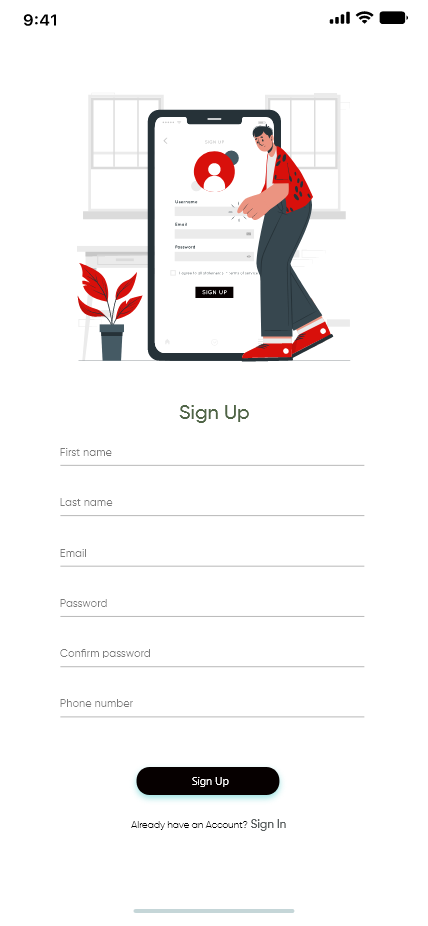 9:41
SIGN UP
Username
Email
Password
SIGN UP
Sign Up
First name
Last name
Email
Password
Confirm password
Phone number
Sign Up
Already have an Account? Sign In